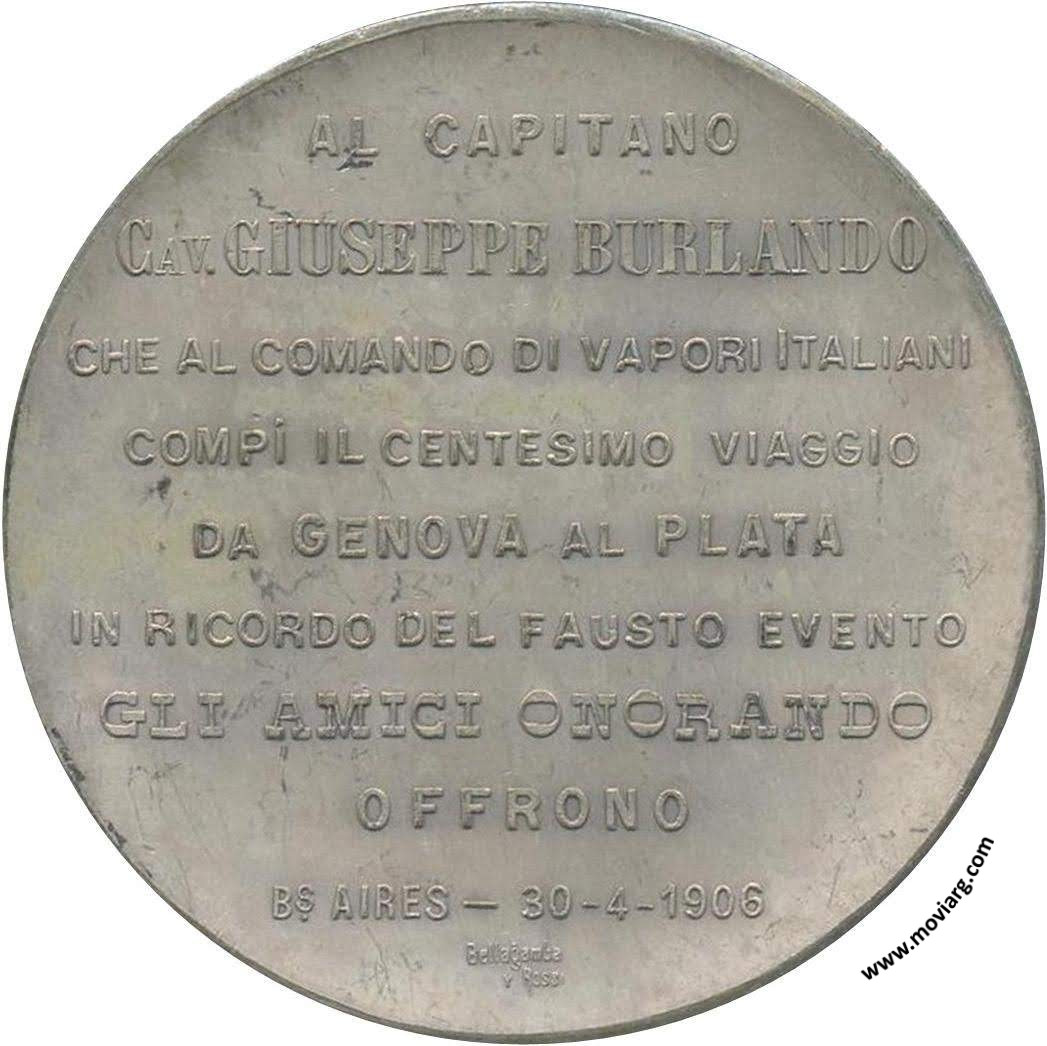 AL CAPITANO
CAV. GIUSEPPE BURLANDO
CHE AL COMANDO DI VAPORI ITALIANI
COMPÌ IL CENTESIMO VIAGGIO
DA GENOVA AL PLATA
IN RICORDO DEL FAUSTO EVENTO
GLI AMICI ONORANDO
OFFRONO
Bs AIRES — 30-4-1906
Bellagamba
y Rossi
www.moviarg.com